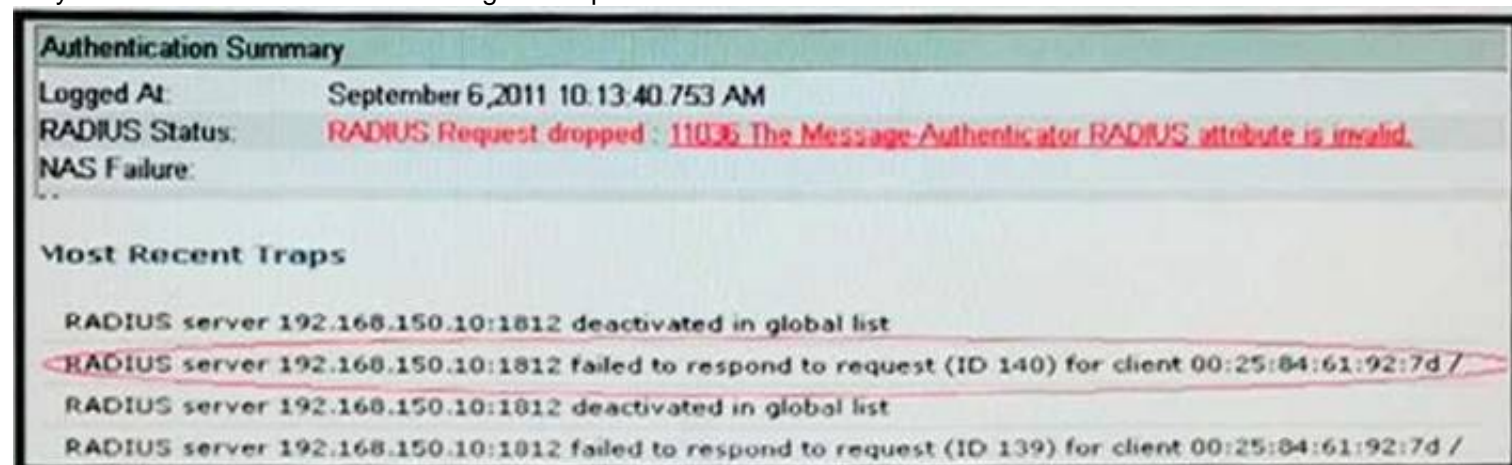 Authentication Summary
Logged At: September 6,2011 10:13:40.753 AM
RADIUS Status: RADIUS Request dropped : 11036 The Message-Authenticator RADIUS attribute is invalid.
NAS Failure:
Most Recent Traps
RADIUS server 192.168.150.10:1812 deactivated in global list
RADIUS server 192.168.150.10:1812 failed to respond to request (ID 140) for client 00:25:84:61:92:7d /
RADIUS server 192.168.150.10:1812 deactivated in global list
RADIUS server 192.168.150.10:1812 failed to respond to request (ID 139) for client 00:25:84:61:92:7d /